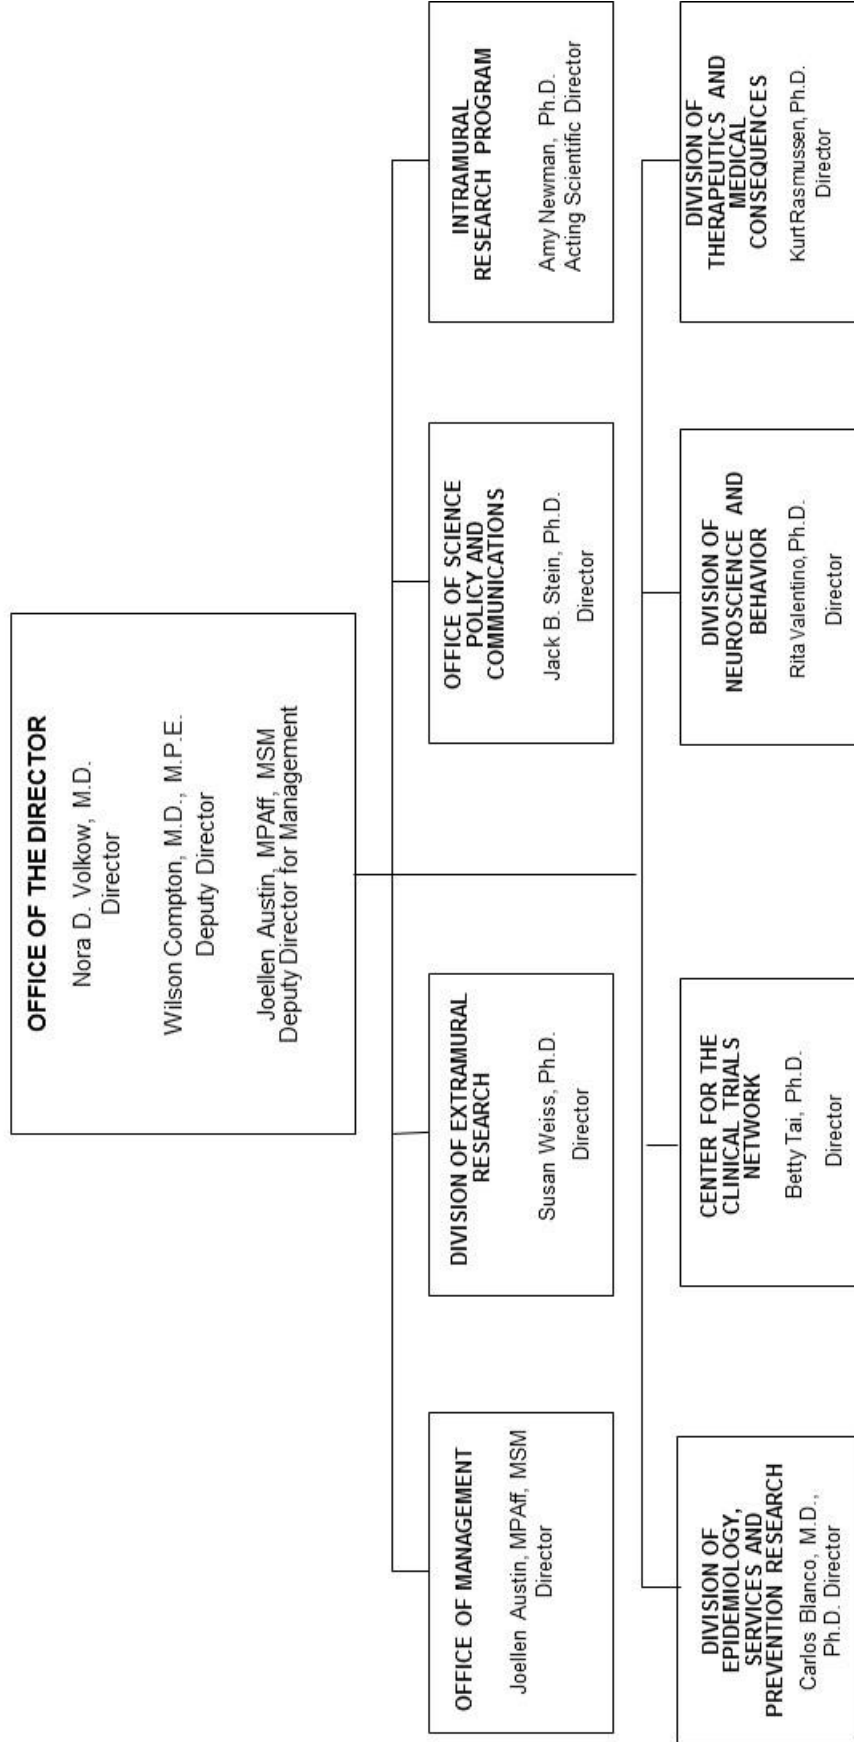 OFFICE OF THE DIRECTOR
Nora D. Volkow, M.D.
Director
Wilson Compton, M.D., M.P.E.
Deputy Director
Joellen Austin, MPAff, MSM
Deputy Director for Management
OFFICE OF MANAGEMENT
Joellen Austin, MPAff, MSM
Director
DIVISION OF EXTRAMURAL
RESEARCH
Susan Weiss, Ph.D.
Director
OFFICE OF SCIENCE
POLICY AND
COMMUNICATIONS
Jack B. Stein, Ph.D.
Director
INTRAMURAL
RESEARCH PROGRAM
Amy Newman, Ph.D.
Acting Scientific Director
DIVISION OF
EPIDEMIOLOGY,
SERVICES AND
PREVENTION RESEARCH
Carlos Blanco, M.D.,
Ph.D. Director
CENTER FOR THE
CLINICAL TRIALS
NETWORK
Betty Tai, Ph.D.
Director
DIVISION OF
NEUROSCIENCE AND
BEHAVIOR
Rita Valentino, Ph.D.
Director
DIVISION OF
THERAPEUTICS AND
MEDICAL
CONSEQUENCES
Kurt Rasmussen, Ph.D.
Director